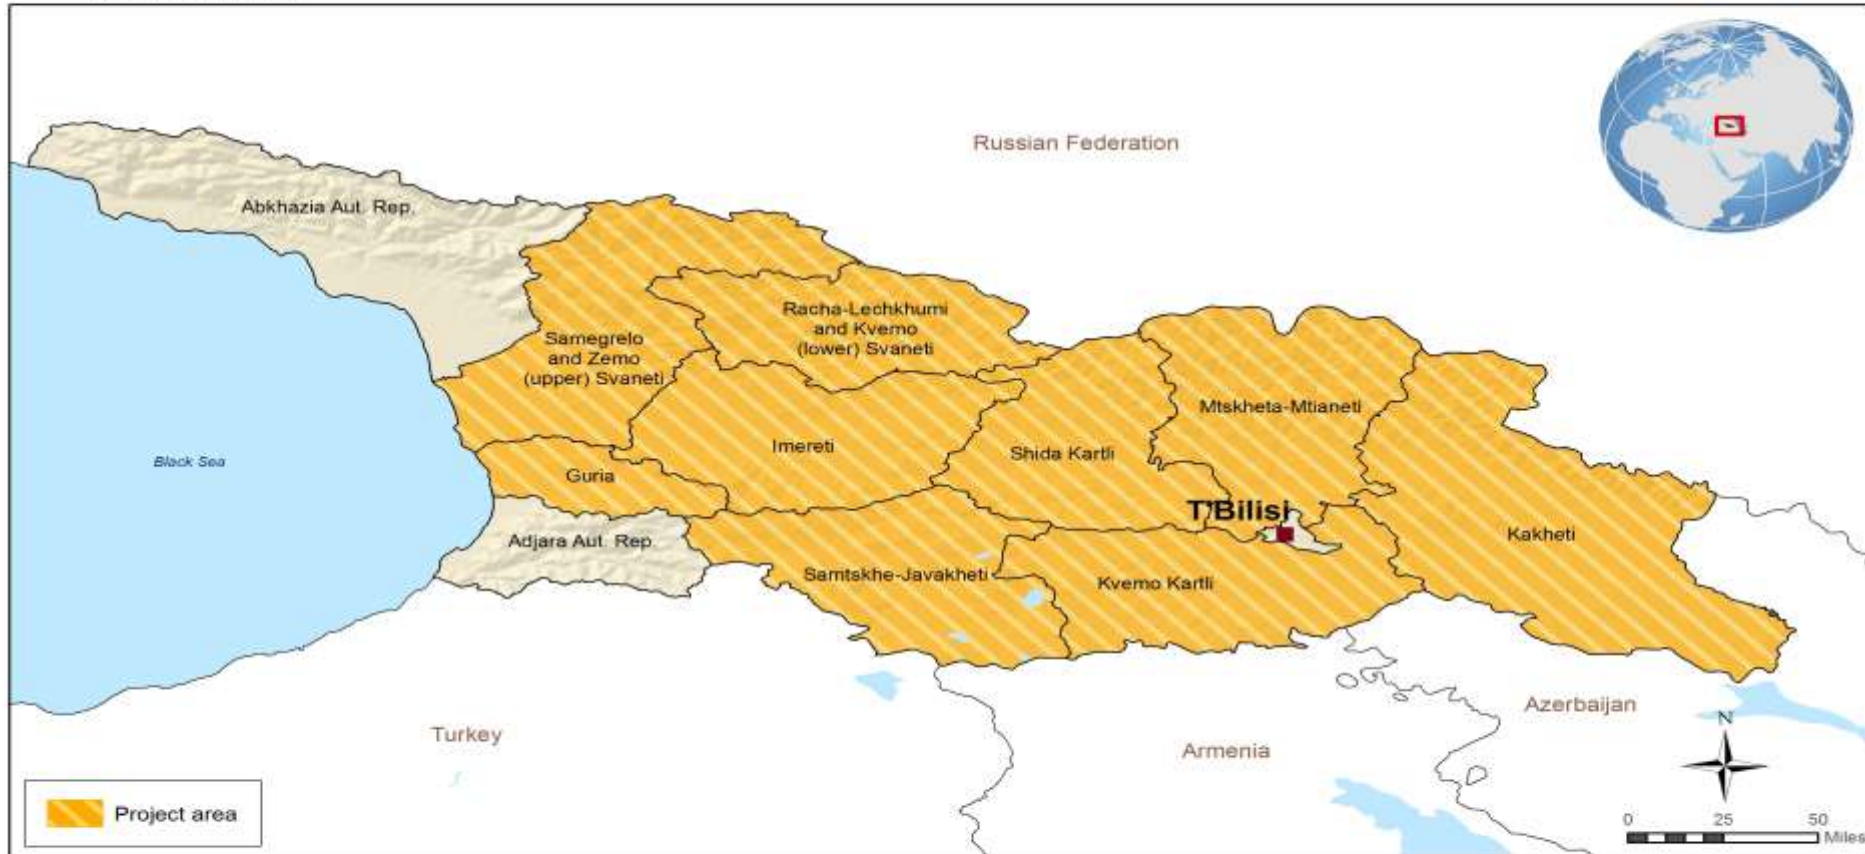 Russian Federation
Abkhazia Aut. Rep.
Racha-Lechkhumi
and Kvemo
(lower) Svaneti
Samegrelo
and Zemo
(upper) Svaneti
Mtskheta-Mtianeti
Imereti
Shida Kartli
Black Sea
Guria
T'Bilisi
Kakheti
Adjara Aut. Rep.
Samtskhe-Javakheti
Kvemo Kartli
Azerbaijan
Turkey
Armenia
N
Project area
0 25 50
Miles